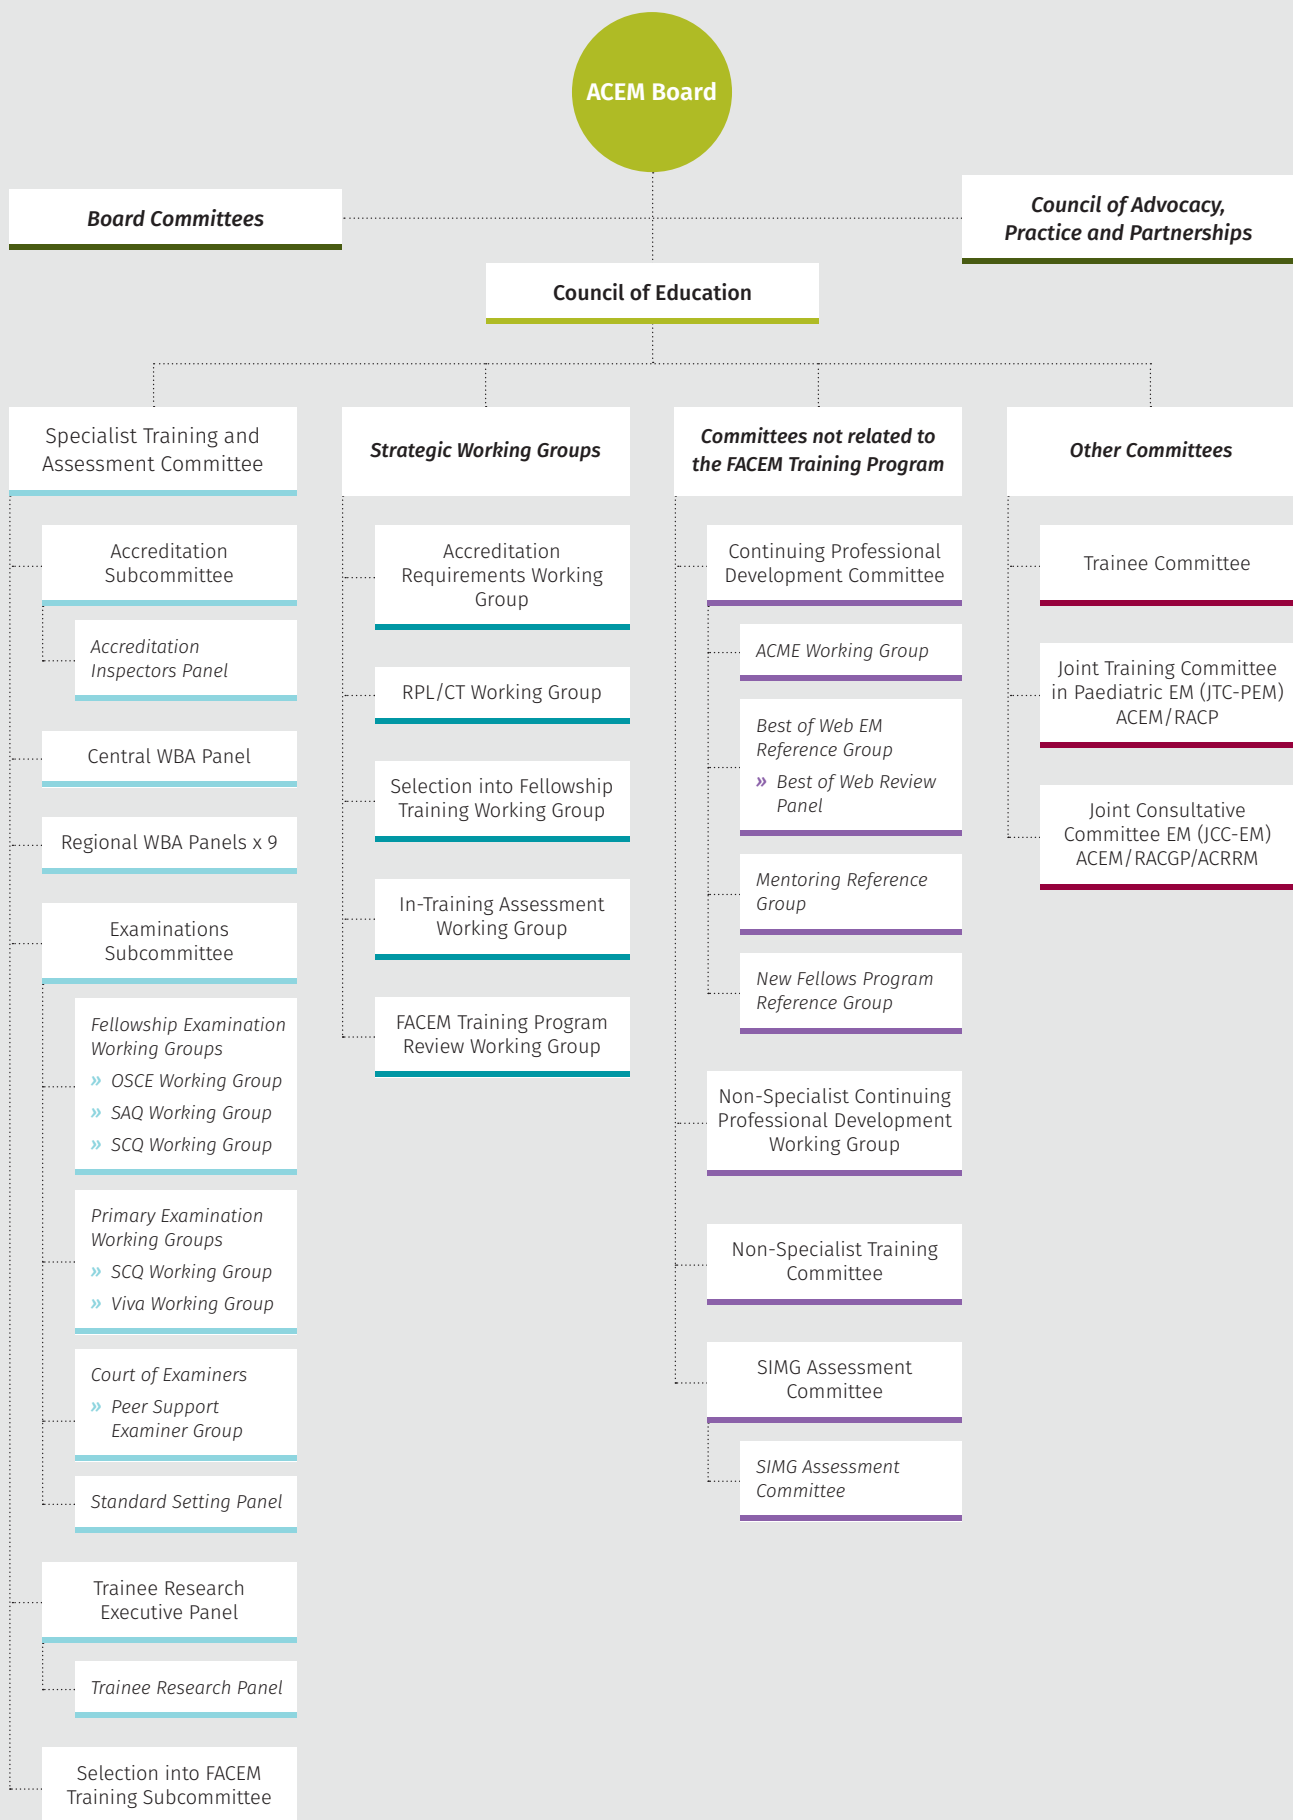 ACEM Board
Board Committees
Council of Advocacy,
Practice and Partnerships
Council of Education
Specialist Training and
Assessment Committee
Accreditation
Subcommittee
Accreditation
Inspectors Panel
Central WBA Panel
Regional WBA Panels x 9
Examinations
Subcommittee
Fellowship Examination
Working Groups
» OSCE Working Group
» SAQ Working Group
» SCQ Working Group
Primary Examination
Working Groups
» SCQ Working Group
» Viva Working Group
Court of Examiners
» Peer Support
Examiner Group
Standard Setting Panel
Trainee Research
Executive Panel
Trainee Research Panel
Selection into FACEM
Training Subcommittee
Strategic Working Groups
Accreditation
Requirements Working
Group
RPL/CT Working Group
Selection into Fellowship
Training Working Group
In-Training Assessment
Working Group
FACEM Training Program
Review Working Group
Committees not related to
the FACEM Training Program
Continuing Professional
Development Committee
ACME Working Group
Best of Web EM
Reference Group
» Best of Web Review
Panel
Mentoring Reference
Group
New Fellows Program
Reference Group
Non-Specialist Continuing
Professional Development
Working Group
Non-Specialist Training
Committee
SIMG Assessment
Committee
SIMG Assessment
Committee
Other Committees
Trainee Committee
Joint Training Committee
in Paediatric EM (JTC-PEM)
ACEM/RACP
Joint Consultative
Committee EM (JCC-EM)
ACEM/RACGP/ACRRM